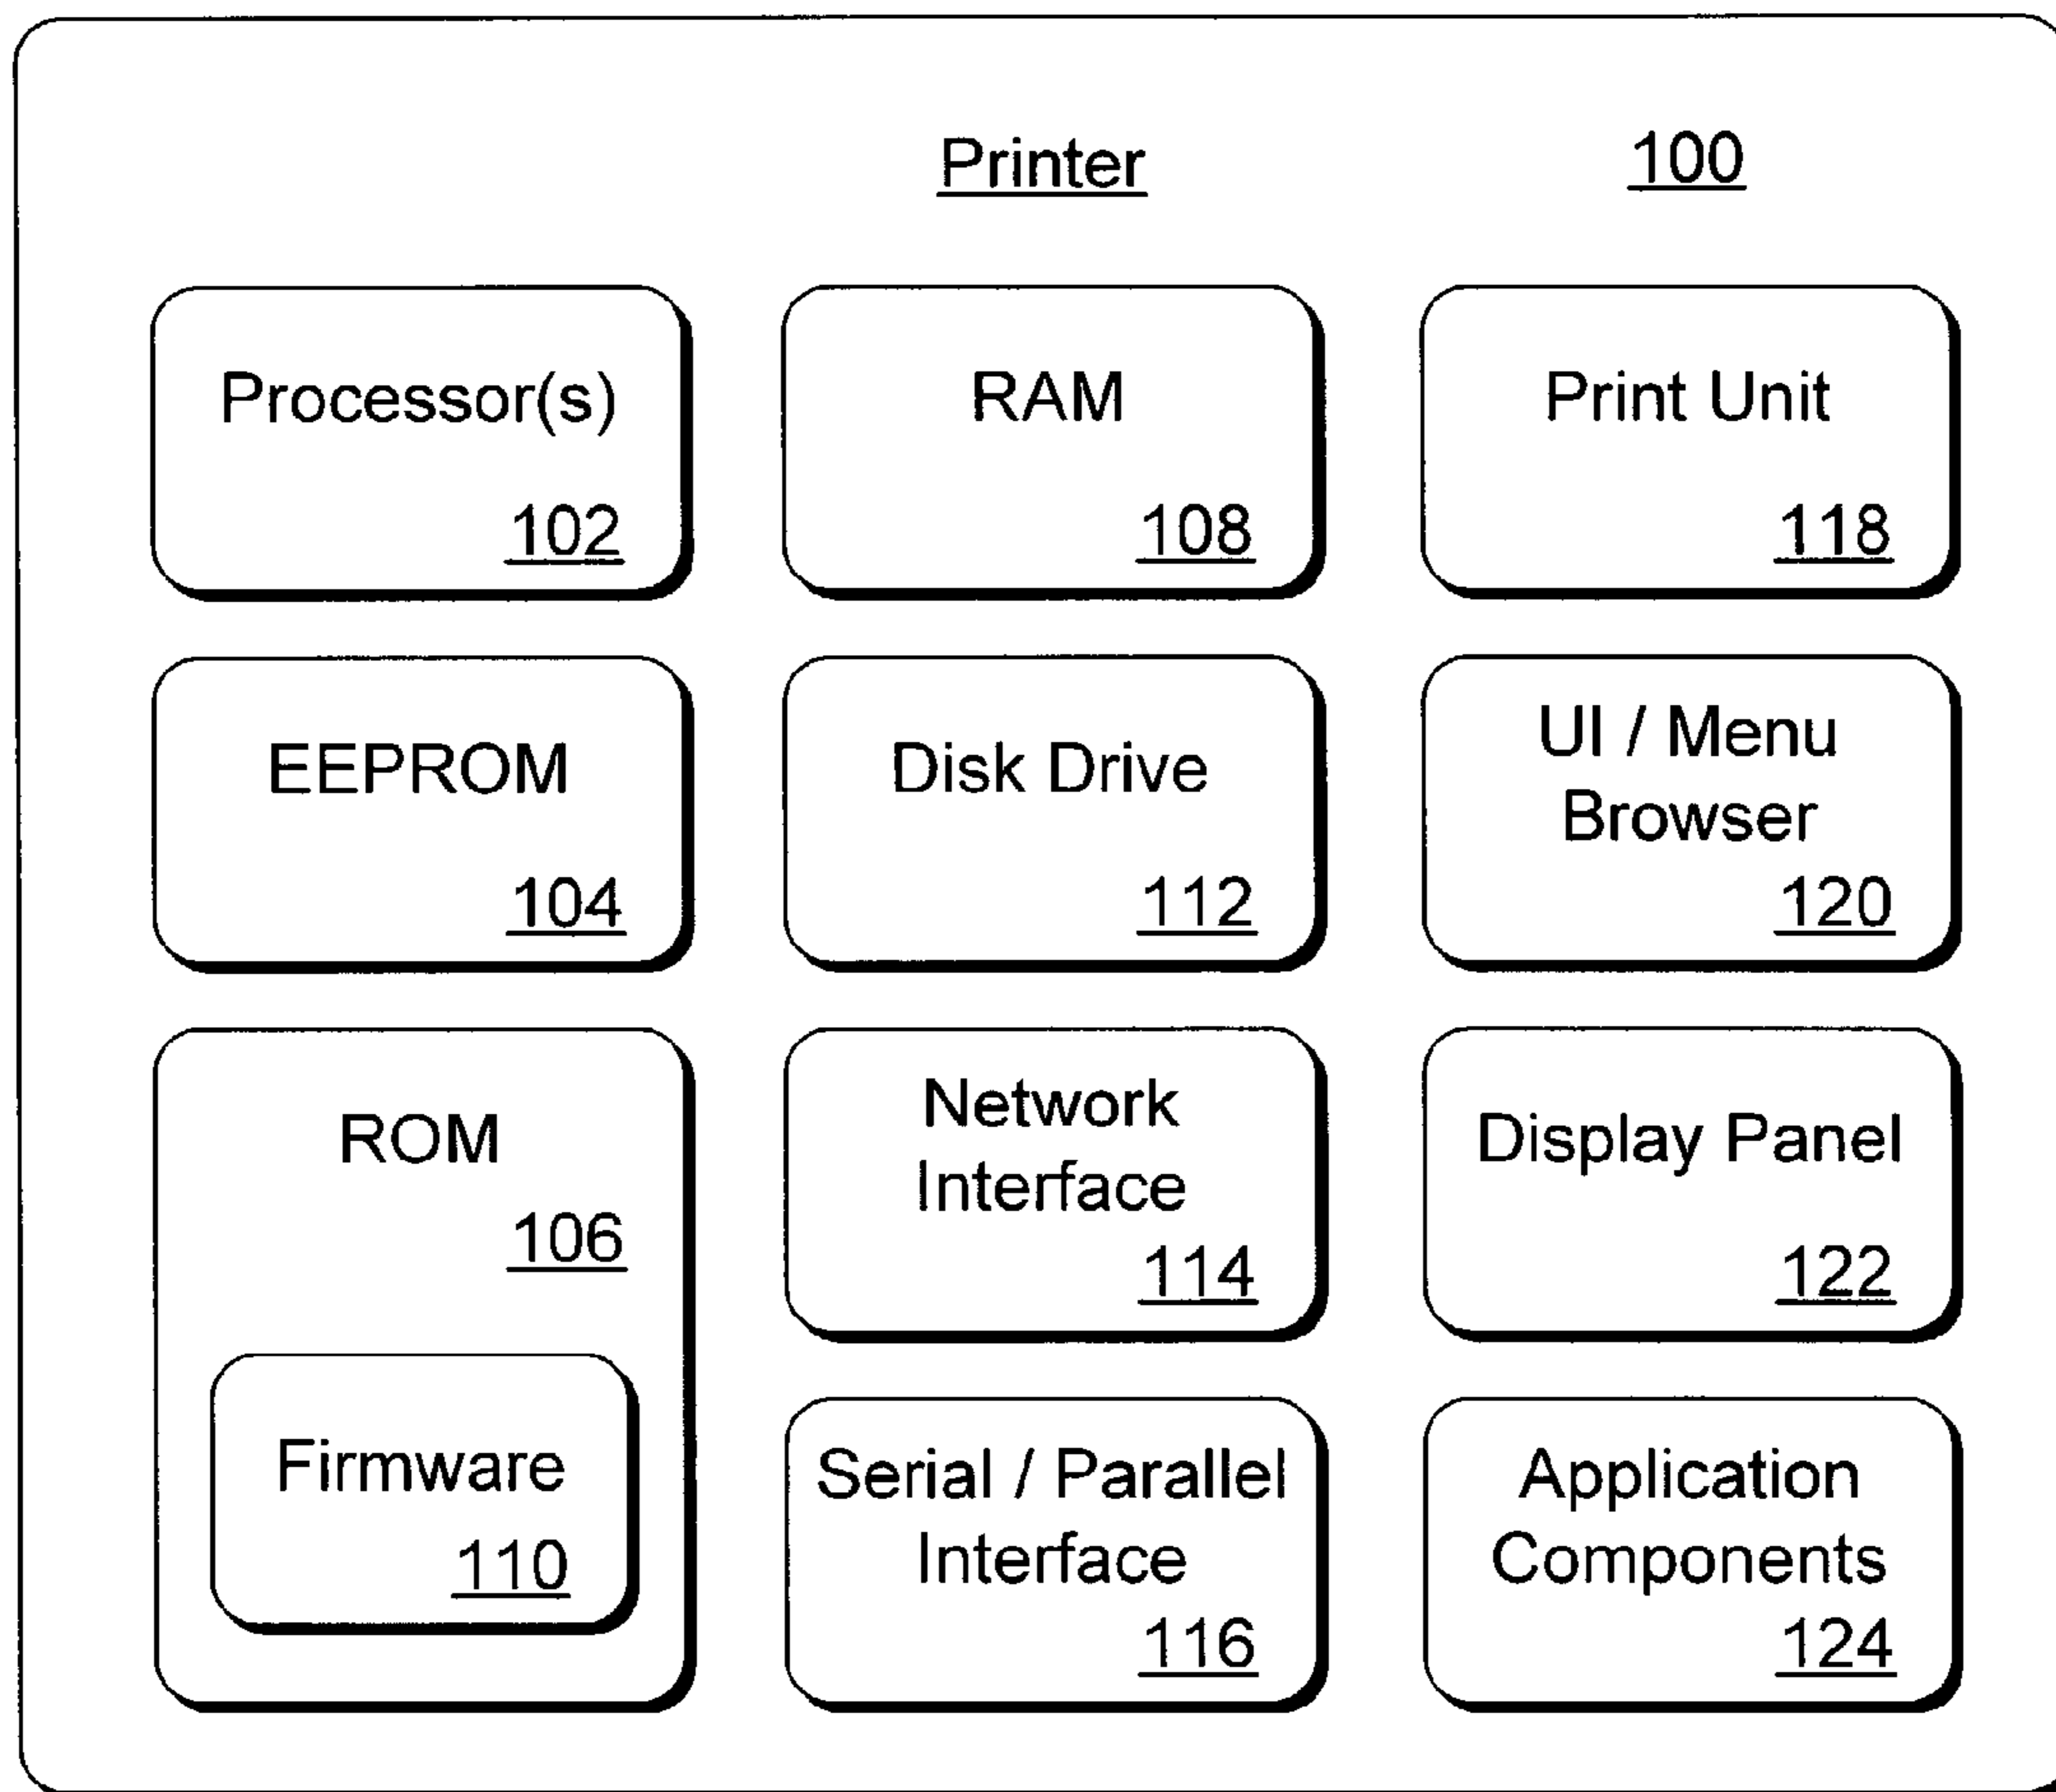 Printer
100
Processor(s)
102
RAM
108
Print Unit
118
EEPROM
104
Disk Drive
112
UI / Menu
Browser
120
ROM
106
Firmware
110
Network
Interface
114
Display Panel
122
Serial / Parallel
Interface
116
Application
Components
124